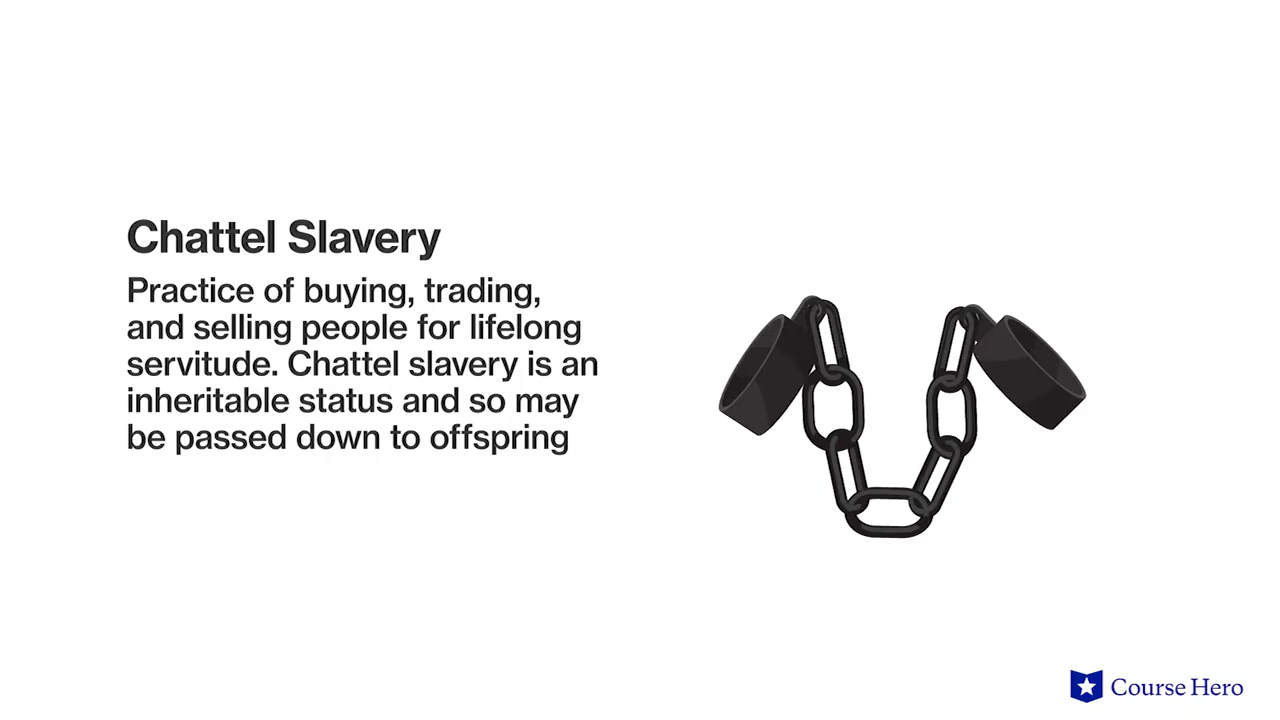 Chattel Slavery
Practice of buying, trading,
and selling people for lifelong
servitude. Chattel slavery is an
inheritable status and so may
be passed down to offspring
Course Hero